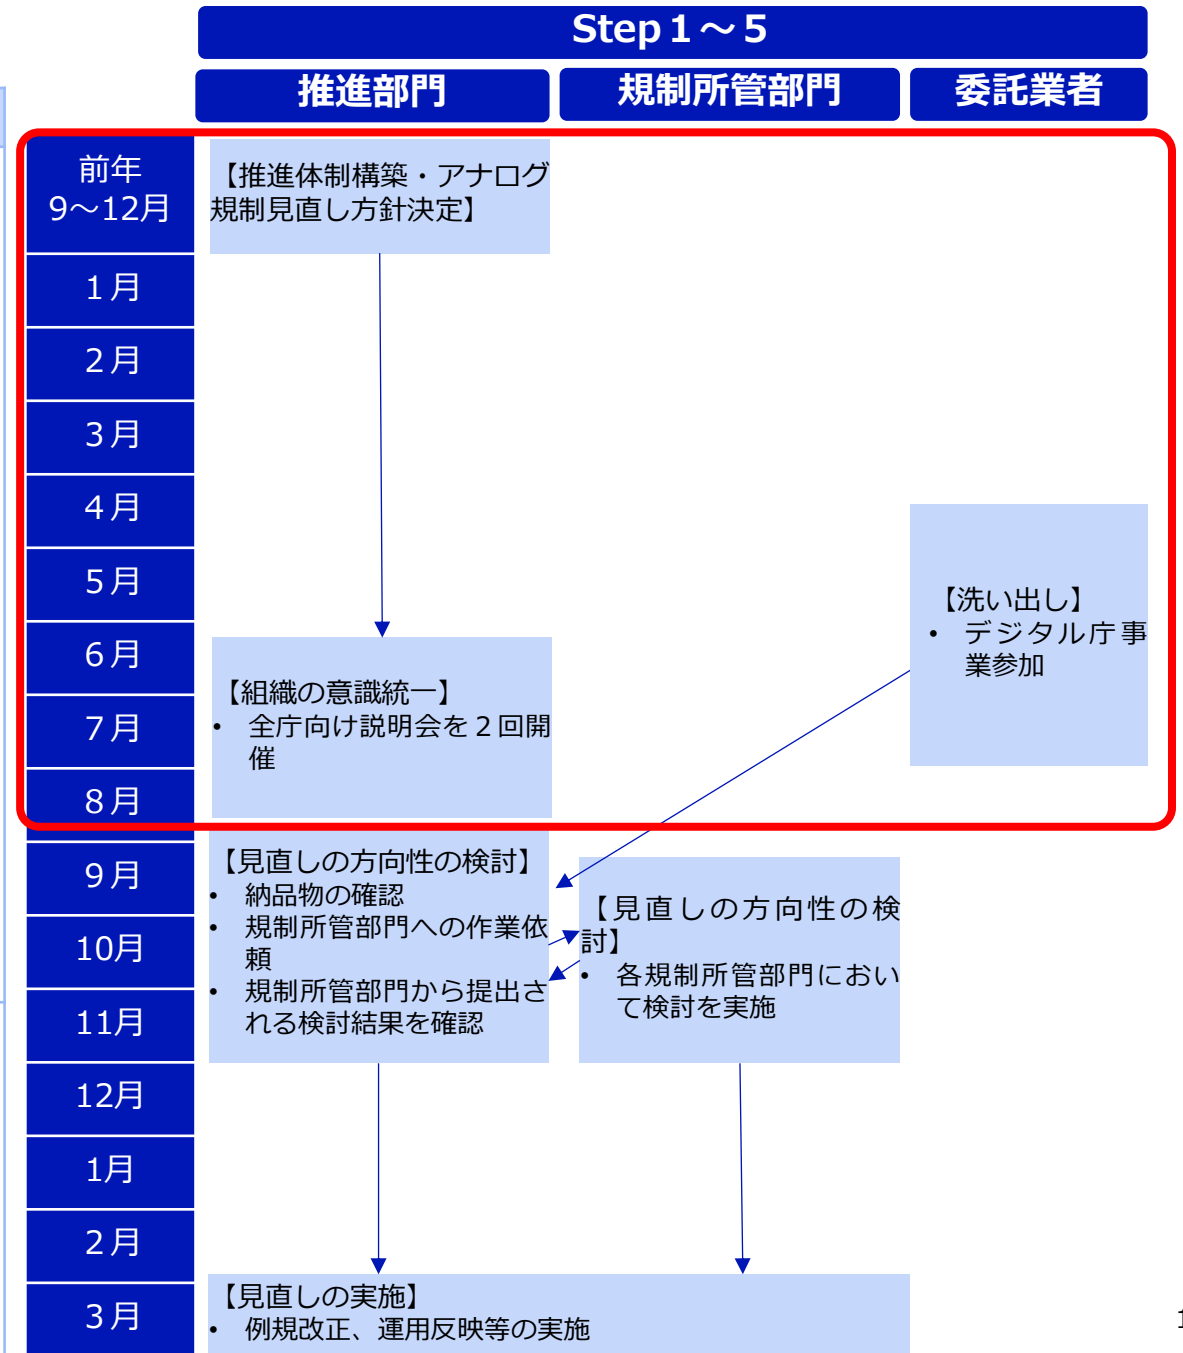 Step１～５
推進部門
規制所管部門
委託業者
前年
9～12月
【推進体制構築・アナログ
規制見直し方針決定】
１月
２月
３月
４月
５月
６月
７月
８月
９月
10月
11月
12月
1月
２月
３月
【洗い出し】
• デジタル庁事
業参加
【組織の意識統一】
• 全庁向け説明会を２回開
催
【見直しの方向性の検討】
• 納品物の確認
• 規制所管部門への作業依
頼
• 規制所管部門から提出さ
れる検討結果を確認
【見直しの方向性の検
討】
• 各規制所管部門におい
て検討を実施
【見直しの実施】
• 例規改正、運用反映等の実施